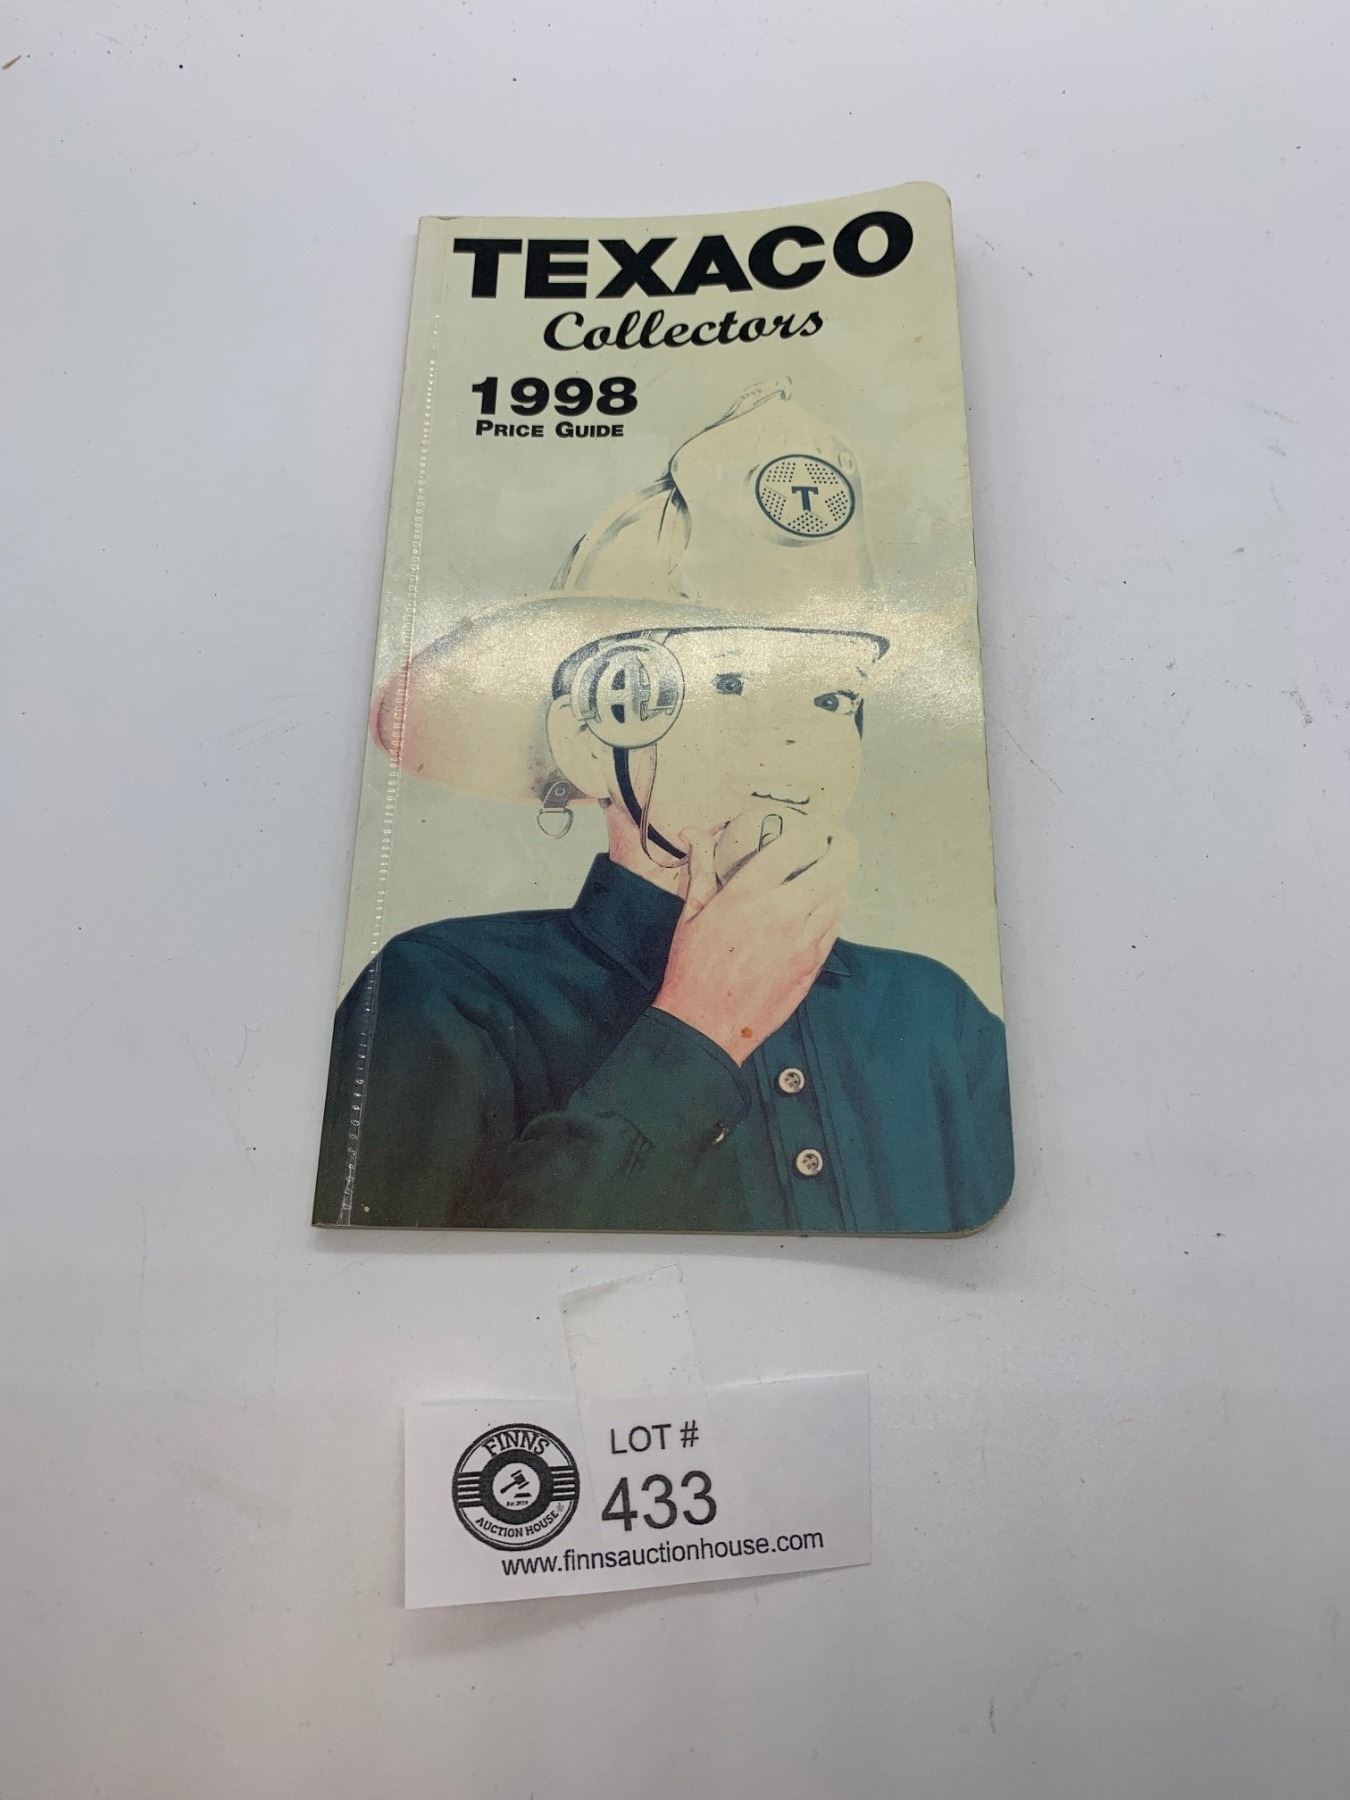 TEXACO
Collectors
1998
PRICE GUIDE
T
FINNS
AUCTION HOUSE
LOT #
433
www.finnsauctionhouse.com